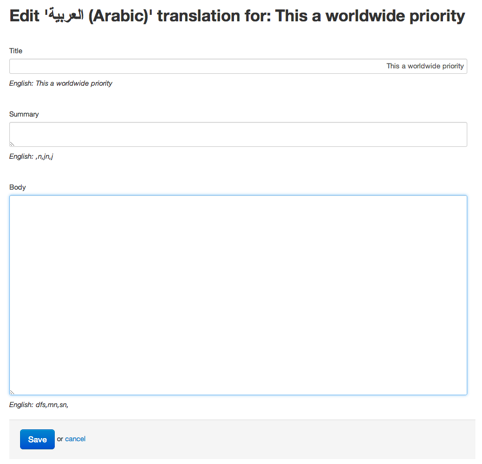 Edit 'العربية (Arabic)' translation for: This a worldwide priority
Title
This a worldwide priority
English: This a worldwide priority
Summary
English: ,n,jn,j
Body
English: dfs,mn,sn,
Save or cancel